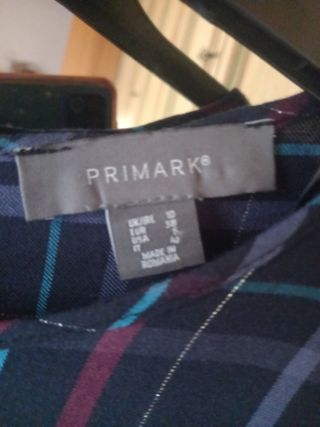 PRIMARK®
UK/IRE 10
EUR 38
USA 6
IT 42
MADE IN
ROMANIA